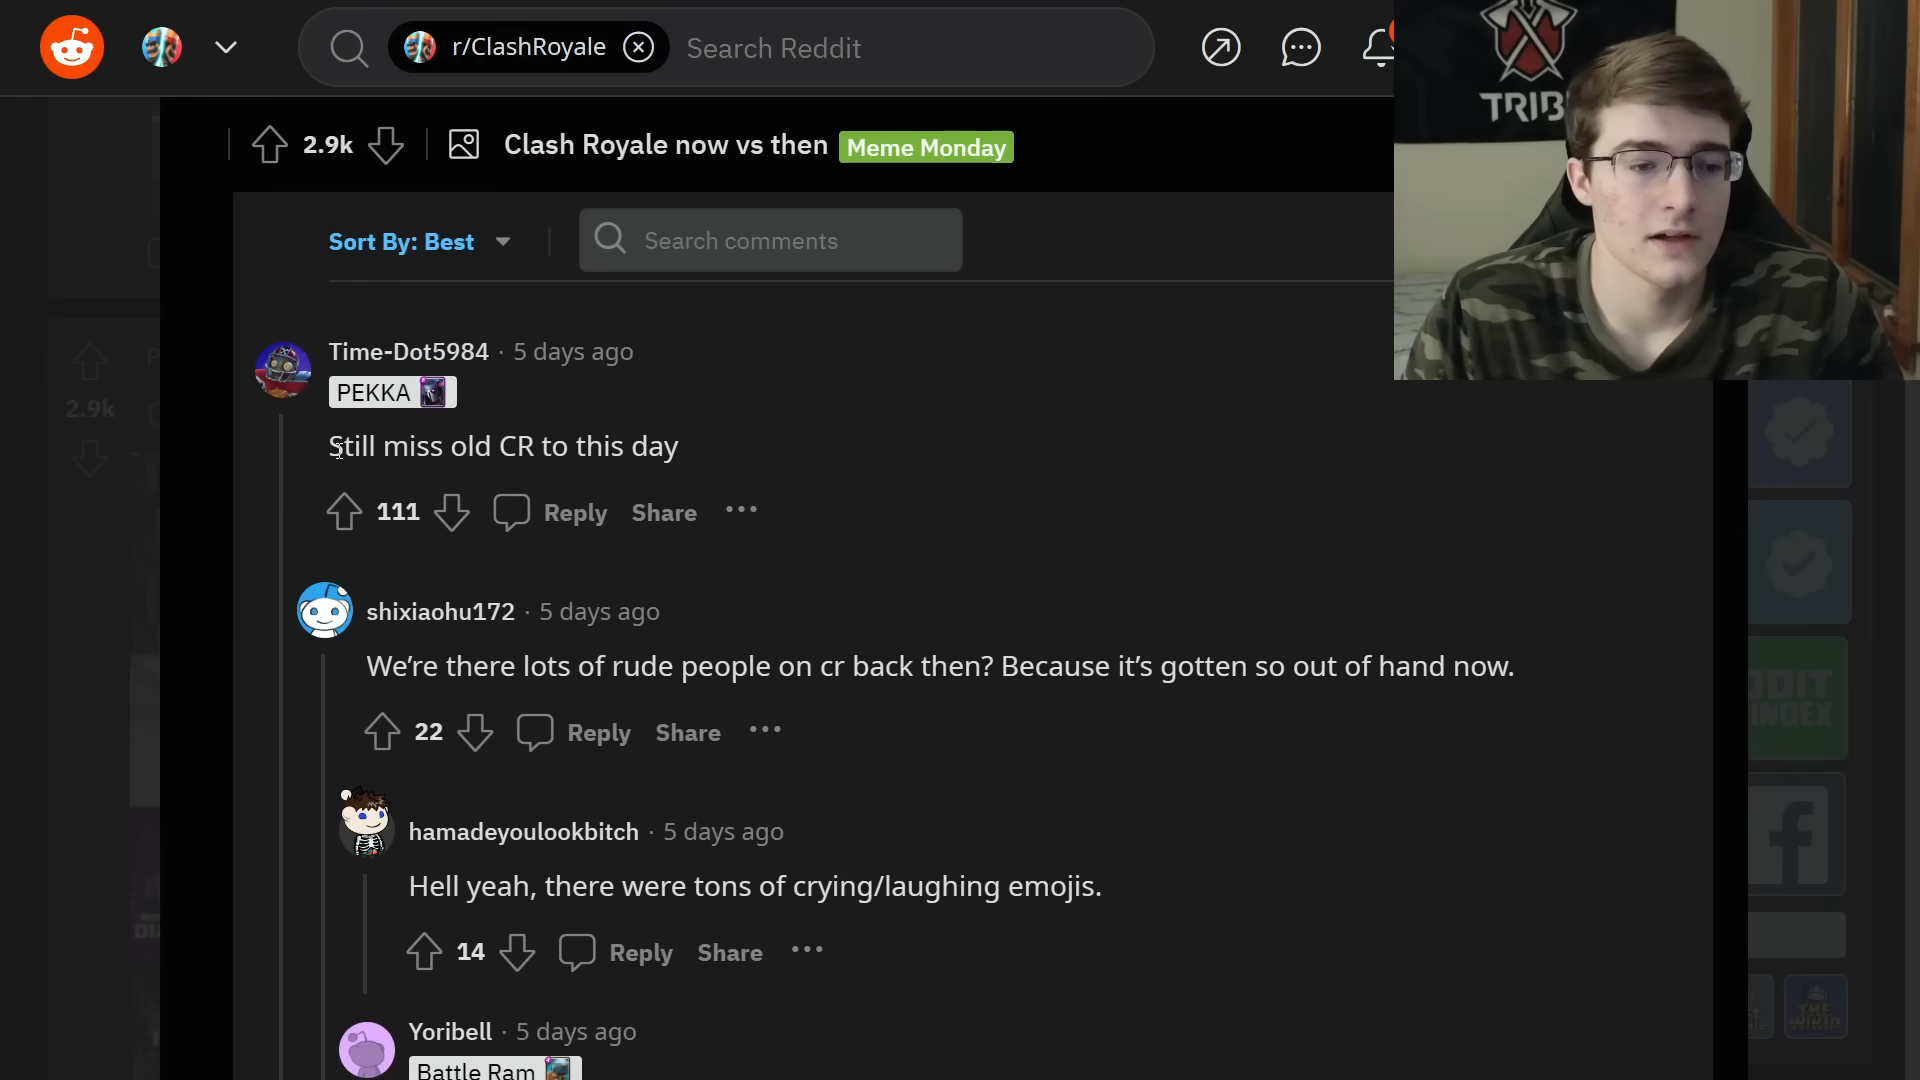 r/ClashRoyale
Search Reddit
TRIB
2.9k
Clash Royale now vs then
Meme Monday
Sort By: Best
Search comments
Time-Dot5984 · 5 days ago
PEKKA
2.9k
Still miss old CR to this day
111
Reply
Share
shixiaohu172 · 5 days ago
We’re there lots of rude people on cr back then? Because it’s gotten so out of hand now.
22
Reply
Share
hamadeyoulookbitch · 5 days ago
Hell yeah, there were tons of crying/laughing emojis.
14
Reply
Share
Yoribell · 5 days ago
Battle Ram